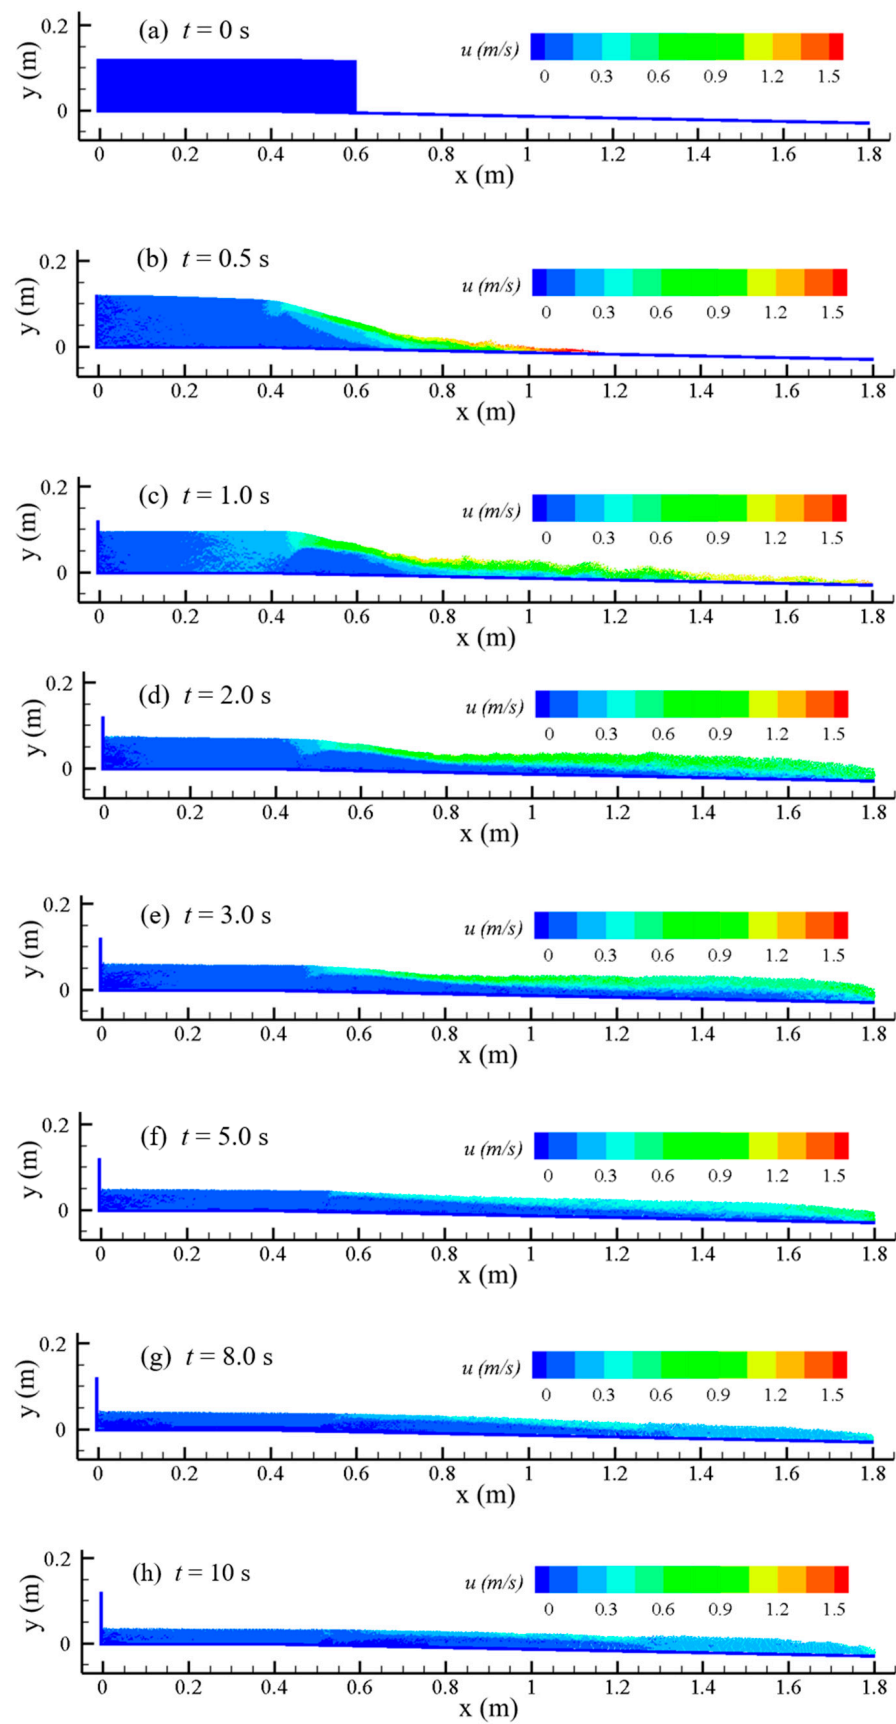 (a) t = 0 s
u (m/s)
0 0.3 0.6 0.9 1.2 1.5
y (m)
0.2
0
0 0.2 0.4 0.6 0.8 1 1.2 1.4 1.6 1.8
x (m)
(b) t = 0.5 s
u (m/s)
0 0.3 0.6 0.9 1.2 1.5
y (m)
0.2
0
0 0.2 0.4 0.6 0.8 1 1.2 1.4 1.6 1.8
x (m)
(c) t = 1.0 s
u (m/s)
0 0.3 0.6 0.9 1.2 1.5
y (m)
0.2
0
0 0.2 0.4 0.6 0.8 1 1.2 1.4 1.6 1.8
x (m)
(d) t = 2.0 s
u (m/s)
0 0.3 0.6 0.9 1.2 1.5
y (m)
0.2
0
0 0.2 0.4 0.6 0.8 1 1.2 1.4 1.6 1.8
x (m)
(e) t = 3.0 s
u (m/s)
0 0.3 0.6 0.9 1.2 1.5
y (m)
0.2
0
0 0.2 0.4 0.6 0.8 1 1.2 1.4 1.6 1.8
x (m)
(f) t = 5.0 s
u (m/s)
0 0.3 0.6 0.9 1.2 1.5
y (m)
0.2
0
0 0.2 0.4 0.6 0.8 1 1.2 1.4 1.6 1.8
x (m)
(g) t = 8.0 s
u (m/s)
0 0.3 0.6 0.9 1.2 1.5
y (m)
0.2
0
0 0.2 0.4 0.6 0.8 1 1.2 1.4 1.6 1.8
x (m)
(h) t = 10 s
u (m/s)
0 0.3 0.6 0.9 1.2 1.5
y (m)
0.2
0
0 0.2 0.4 0.6 0.8 1 1.2 1.4 1.6 1.8
x (m)